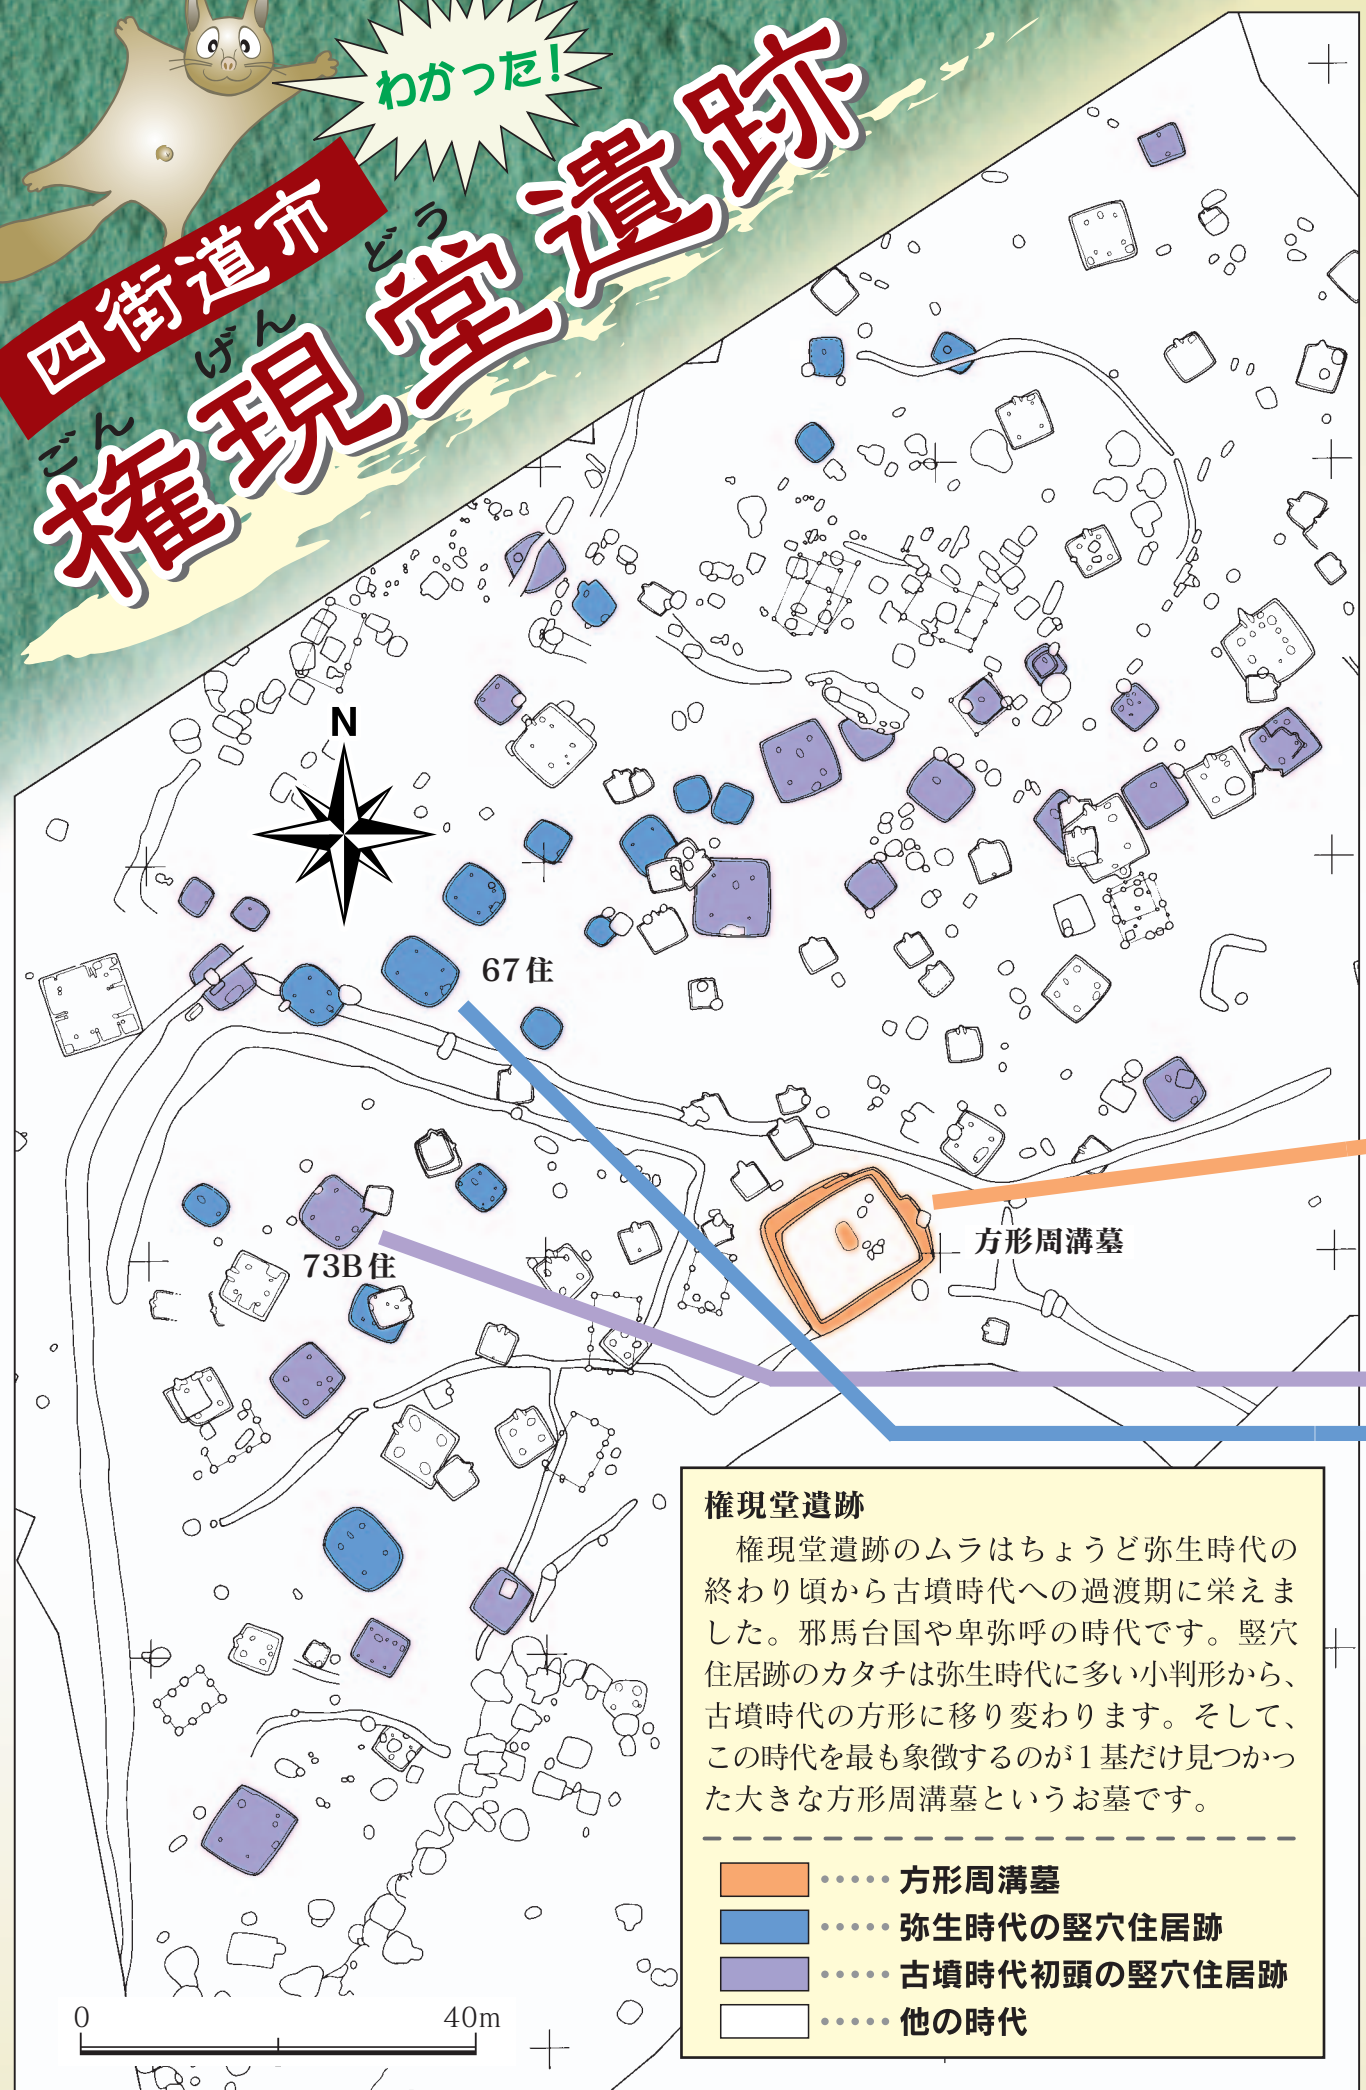 わかった！
四街道市
ごんげんどう
権現堂遺跡
N
67住
方形周溝墓
73B住
権現堂遺跡
　権現堂遺跡のムラはちょうど弥生時代の
終わり頃から古墳時代への過渡期に栄えま
した。邪馬台国や卑弥呼の時代です。竪穴
住居跡のカタチは弥生時代に多い小判形から、
古墳時代の方形に移り変わります。そして、
この時代を最も象徴するのが１基だけ見つかっ
た大きな方形周溝墓というお墓です。
・・・・・方形周溝墓
・・・・・弥生時代の竪穴住居跡
・・・・・古墳時代初頭の竪穴住居跡
・・・・・他の時代
0 40m